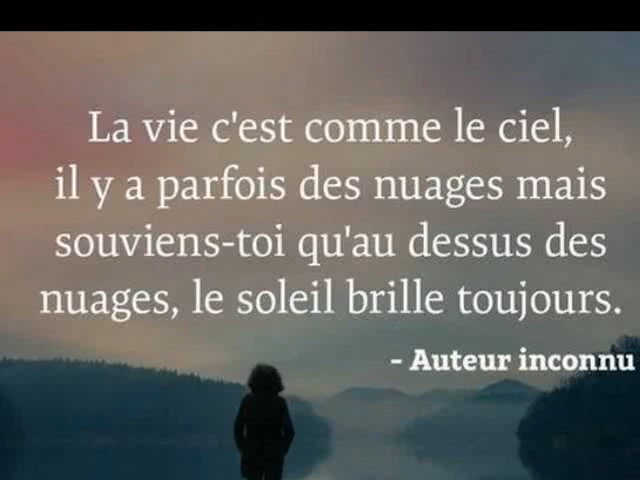 La vie c'est comme le ciel,
il y a parfois des nuages mais
souviens-toi qu'au dessus des
nuages, le soleil brille toujours.
- Auteur inconnu